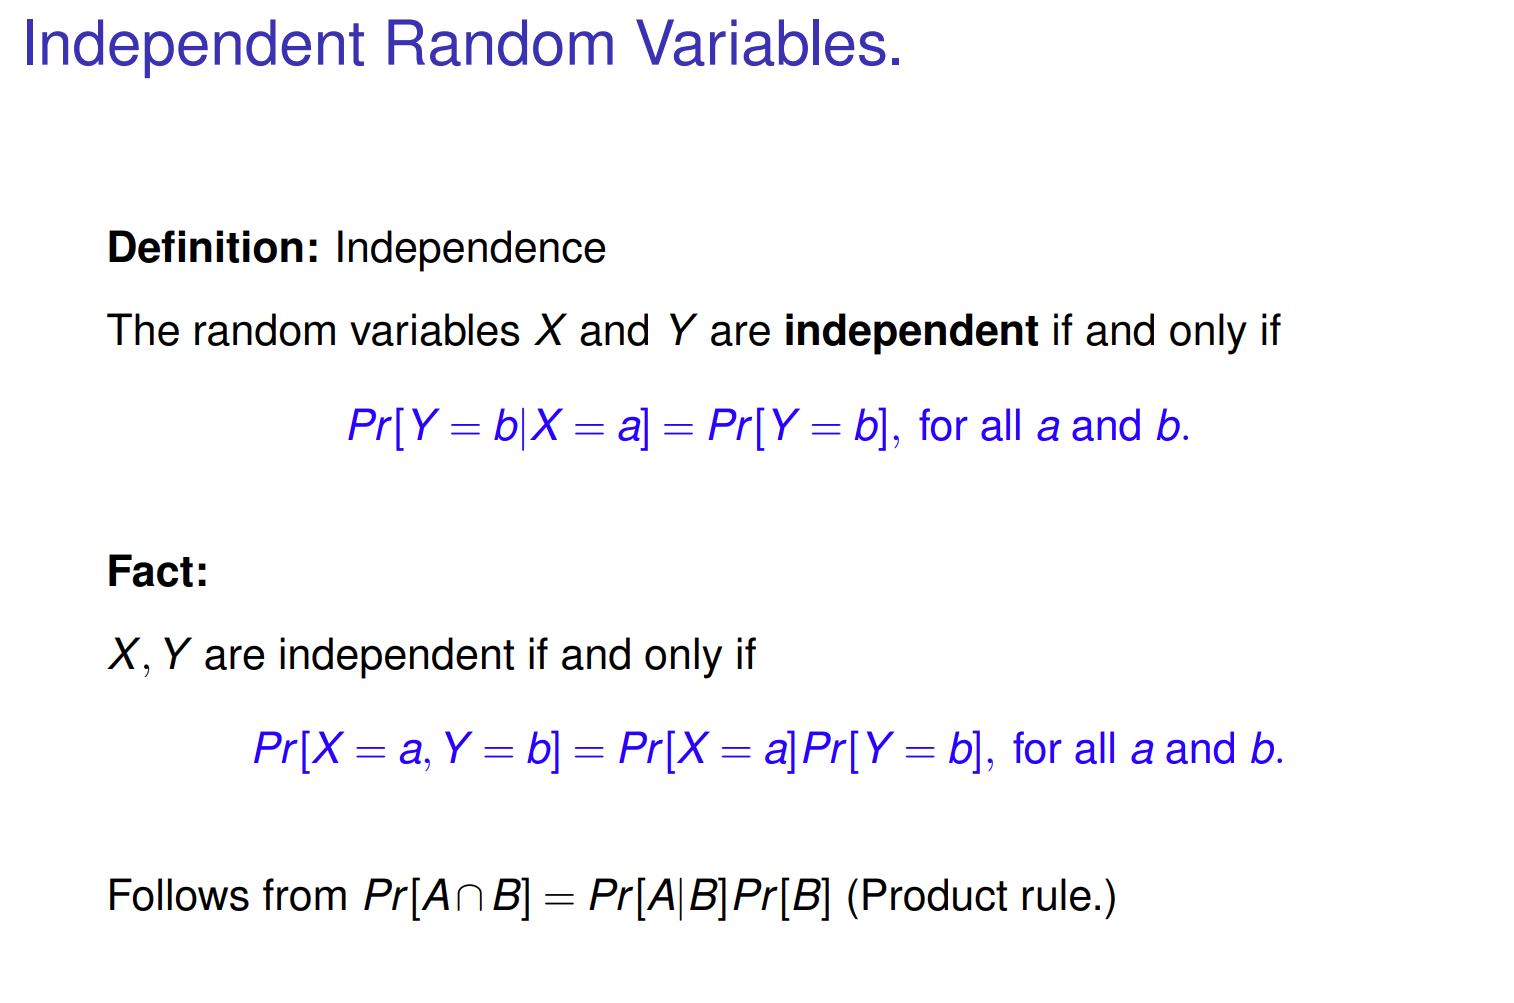 Independent Random Variables.
Definition: Independence
The random variables X and Y are independent if and only if
Pr[Y = b|X = a] = Pr[Y = b], for all a and b.
Fact:
X, Y are independent if and only if
Pr[X = a, Y = b] = Pr[X = a]Pr[Y = b], for all a and b.
Follows from Pr[A∩B] = Pr[A|B]Pr[B] (Product rule.)